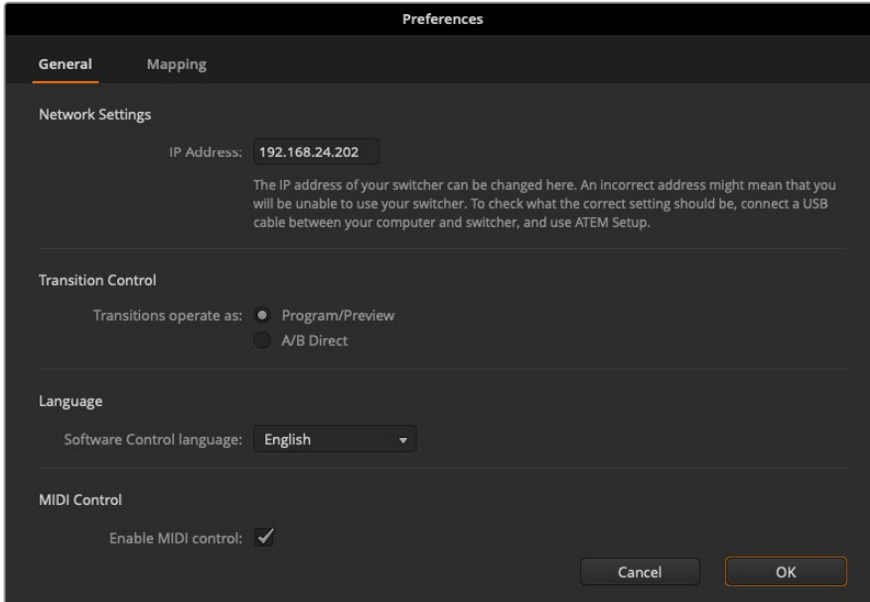 Preferences
General Mapping
Network Settings
IP Address: 192.168.24.202
The IP address of your switcher can be changed here. An incorrect address might mean that you
will be unable to use your switcher. To check what the correct setting should be, connect a USB
cable between your computer and switcher, and use ATEM Setup.
Transition Control
Transitions operate as: Program/Preview
A/B Direct
Language
Software Control language: English
MIDI Control
Enable MIDI control:
Cancel OK